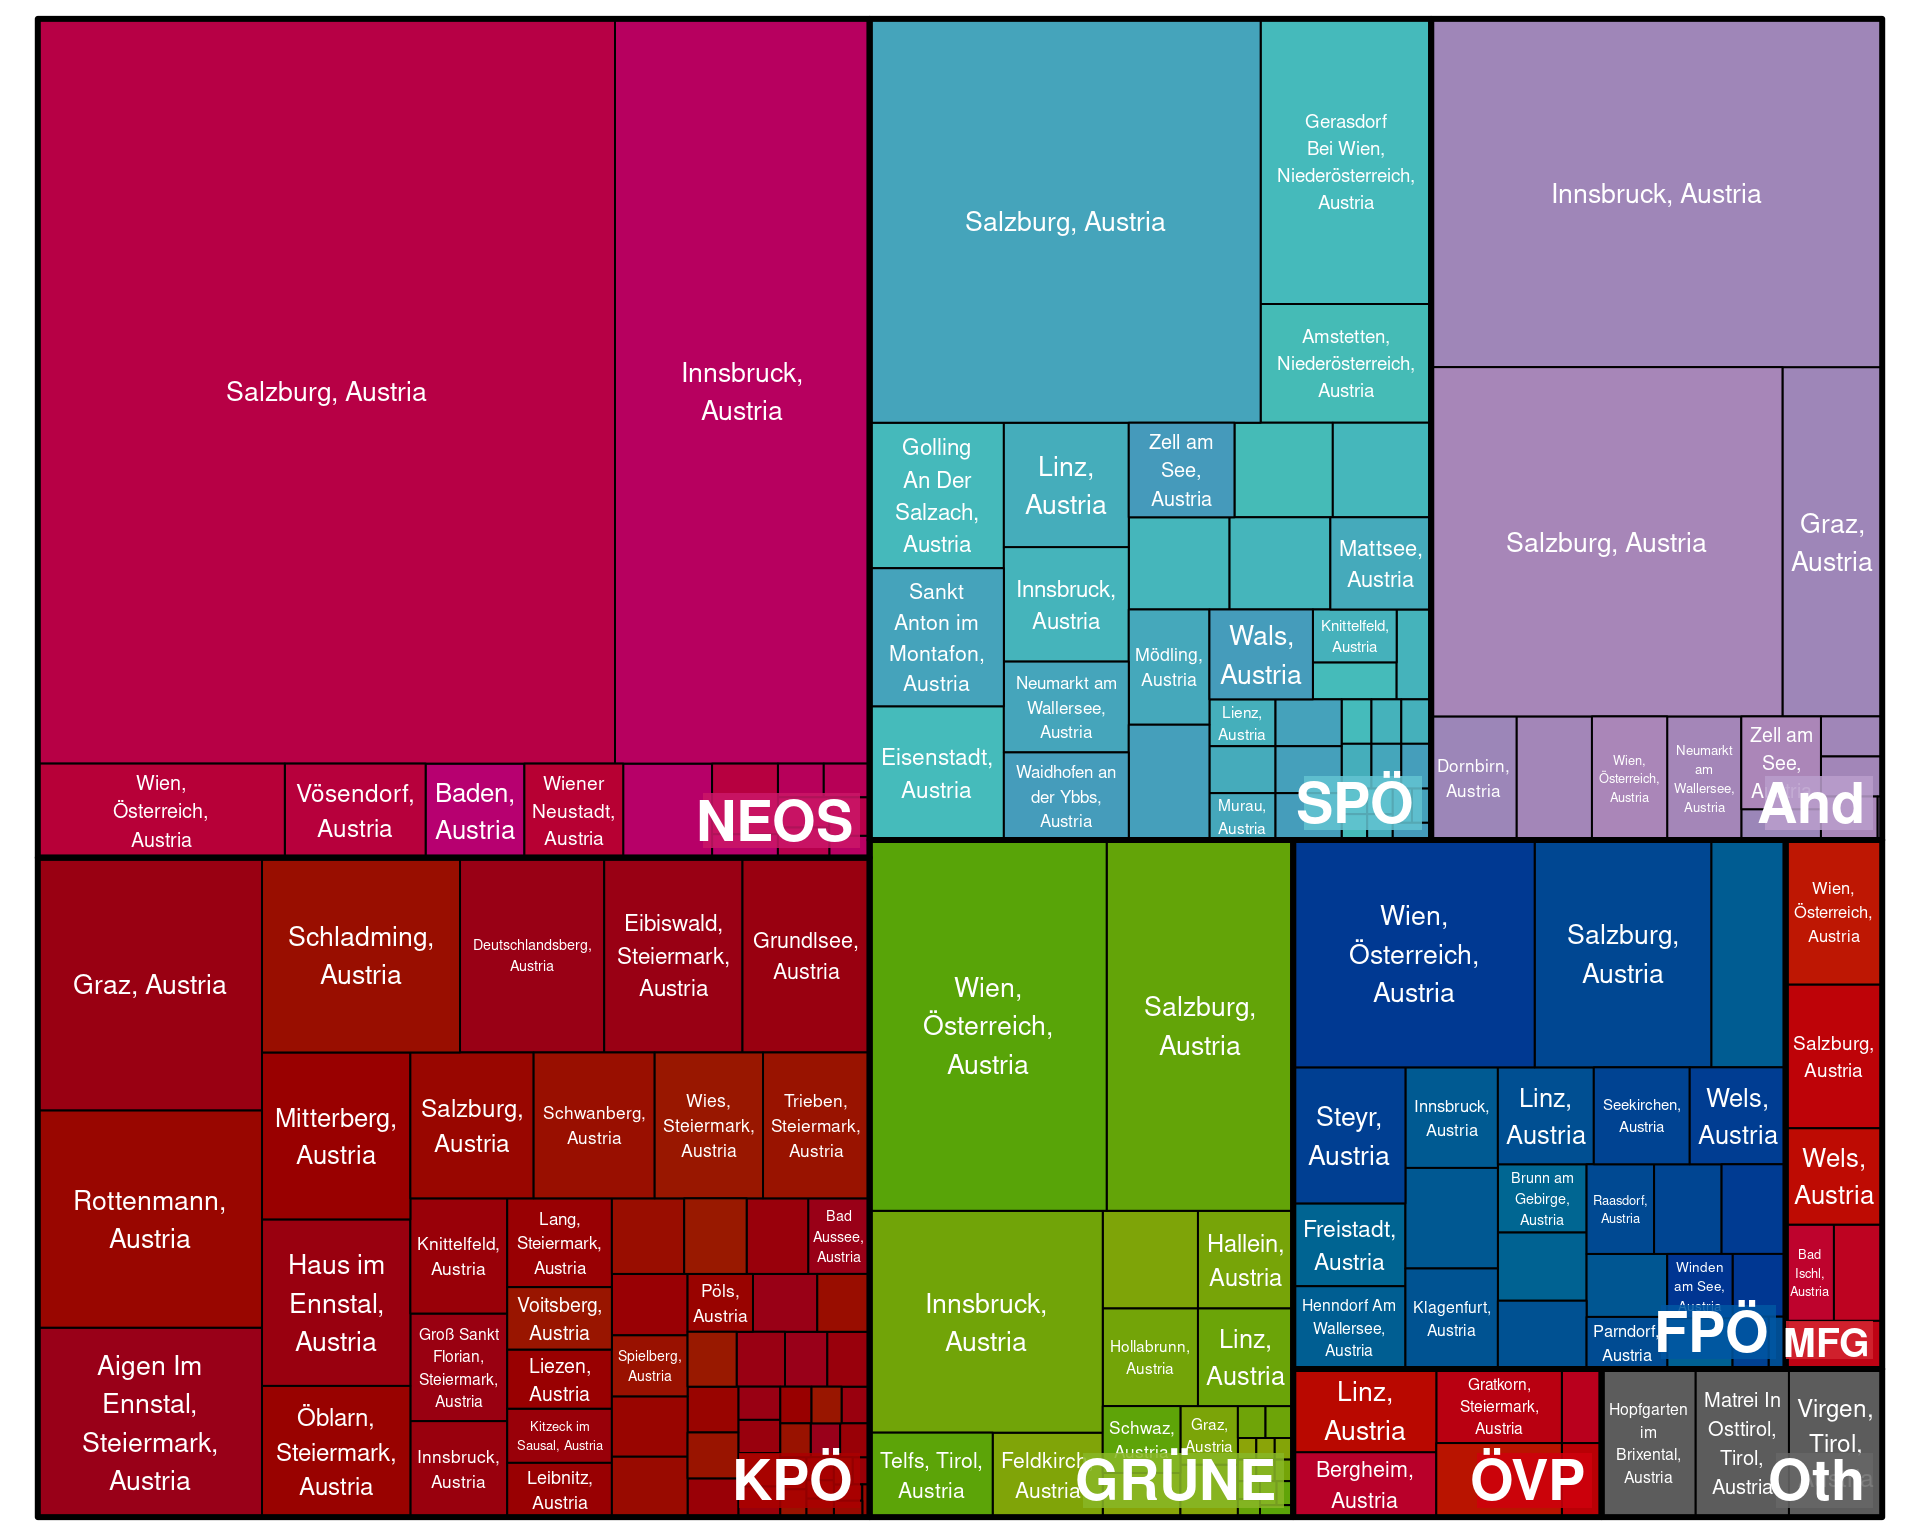 Salzburg, Austria
Innsbruck,
Austria
Wien,
Österreich,
Austria
Vösendorf,
Austria
Baden,
Austria
Wiener
Neustadt,
Austria
NEOS
Salzburg, Austria
Gerasdorf
Bei Wien,
Niederösterreich,
Austria
Amstetten,
Niederösterreich,
Austria
Golling
An Der
Salzach,
Austria
Linz,
Austria
Zell am
See,
Austria
Sankt
Anton im
Montafon,
Austria
Innsbruck,
Austria
Mattsee,
Austria
Neumarkt am
Wallersee,
Austria
Mödling,
Austria
Wals,
Austria
Knittelfeld,
Austria
Eisenstadt,
Austria
Waidhofen an
der Ybbs,
Austria
Lienz,
Austria
Murau,
Austria
SPÖ
Innsbruck, Austria
Salzburg, Austria
Graz,
Austria
Dornbirn,
Austria
Wien,
Österreich,
Austria
Neumarkt
am
Wallersee,
Austria
Zell am
See,
Austria
And
Graz, Austria
Schladming,
Austria
Deutschlandsberg,
Austria
Eibiswald,
Steiermark,
Austria
Grundlsee,
Austria
Rottenmann,
Austria
Mitterberg,
Austria
Salzburg,
Austria
Schwanberg,
Austria
Wies,
Steiermark,
Austria
Trieben,
Steiermark,
Austria
Aigen Im
Ennstal,
Steiermark,
Austria
Haus im
Ennstal,
Austria
Knittelfeld,
Austria
Lang,
Steiermark,
Austria
Bad
Aussee,
Austria
Voitsberg,
Austria
Pöls,
Austria
Öblarn,
Steiermark,
Austria
Groß Sankt
Florian,
Steiermark,
Austria
Liezen,
Austria
Spielberg,
Austria
Innsbruck,
Austria
Kitzeck im
Sausal, Austria
Leibnitz,
Austria
KPÖ
Wien,
Österreich,
Austria
Salzburg,
Austria
Innsbruck,
Austria
Hallein,
Austria
Hollabrunn,
Austria
Linz,
Austria
Telfs, Tirol,
Austria
Feldkirch,
Austria
Schwaz,
Austria
Graz,
Austria
GRÜNE
Wien,
Österreich,
Austria
Salzburg,
Austria
Steyr,
Austria
Innsbruck,
Austria
Linz,
Austria
Seekirchen,
Austria
Wels,
Austria
Freistadt,
Austria
Brunn am
Gebirge,
Austria
Raasdorf,
Austria
Henndorf Am
Wallersee,
Austria
Klagenfurt,
Austria
Winden
am See,
Austria
Parndorf,
Austria
FPÖ
Wien,
Österreich,
Austria
Salzburg,
Austria
Wels,
Austria
Bad
Ischl,
Austria
MFG
Linz,
Austria
Gratkorn,
Steiermark,
Austria
Bergheim,
Austria
ÖVP
Hopfgarten
im
Brixental,
Austria
Matrei In
Osttirol,
Tirol,
Austria
Virgen,
Tirol,
Austria
Oth